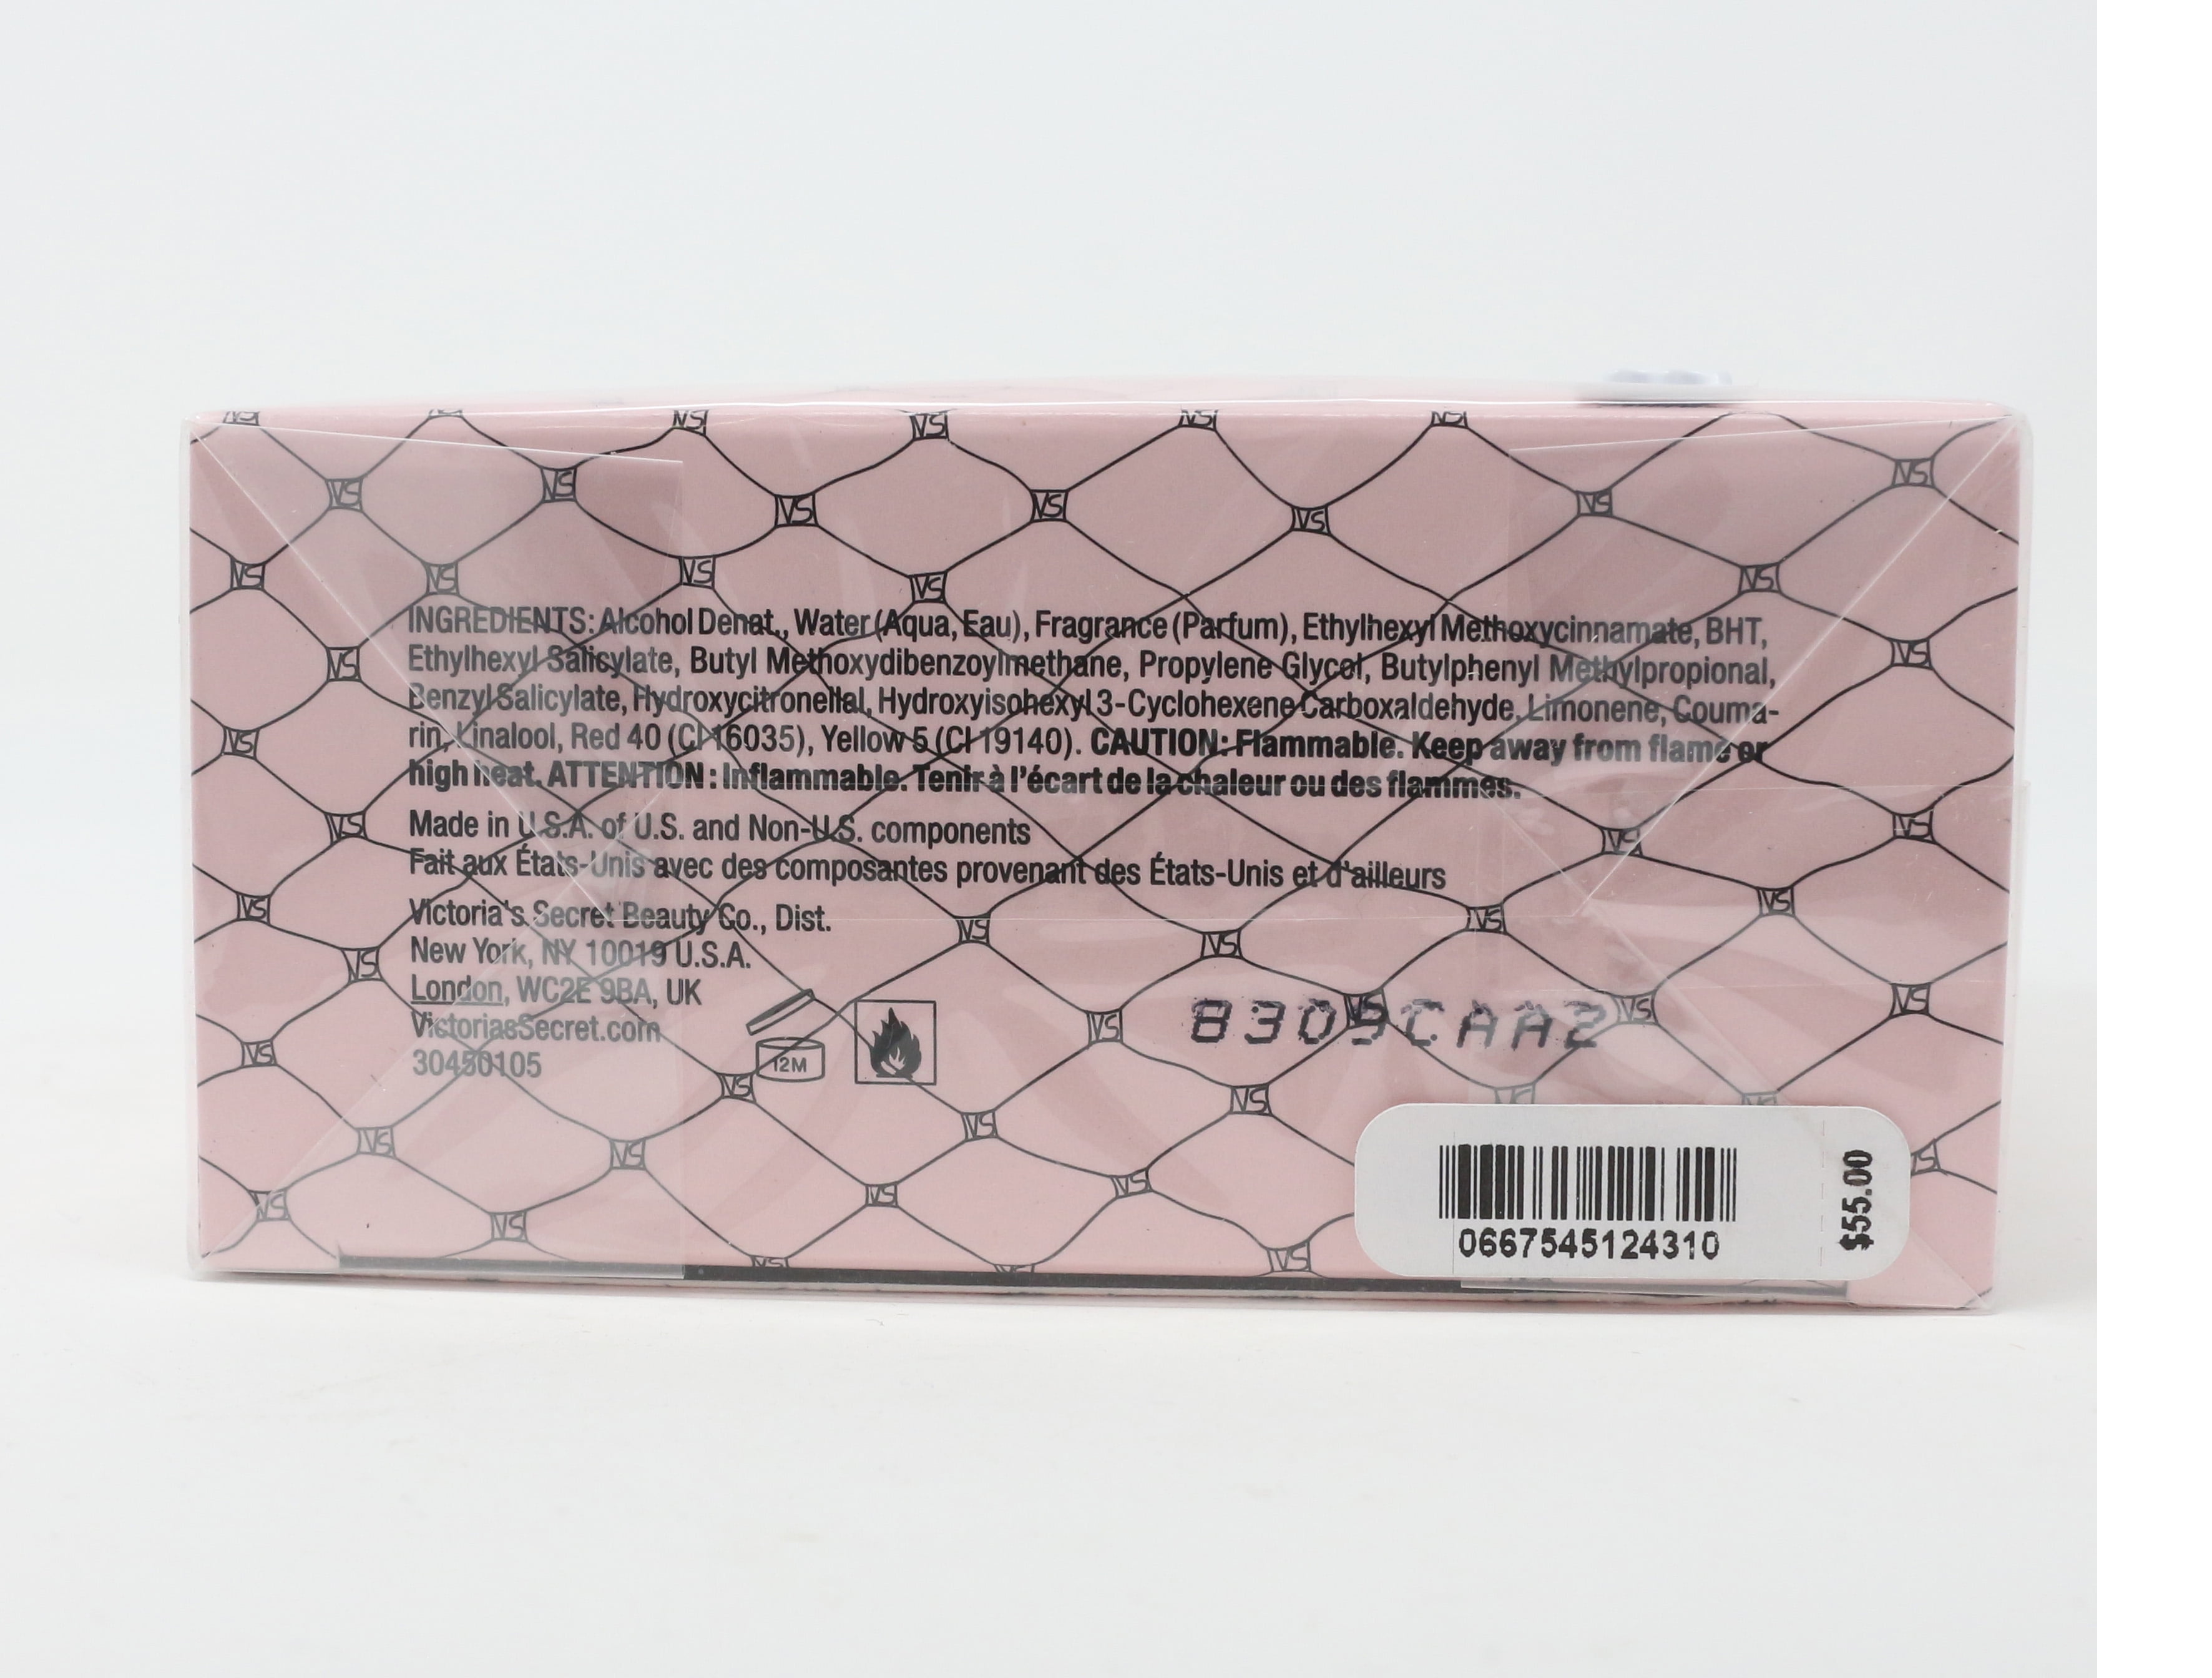 INGREDIENTS: Alcohol Denat., Water (Aqua, Eau), Fragrance (Parfum), Ethylhexyl Methoxycinnamate, BHT,
Ethylhexyl Salicylate, Butyl Methoxydibenzoylmethane, Propylene Glycol, Butylphenyl Methylpropional,
Benzyl Salicylate, Hydroxycitronellal, Hydroxyisohexyl 3-Cyclohexene Carboxaldehyde, Limonene, Couma-
rin, Linalool, Red 40 (CI 16035), Yellow 5 (CI 19140). CAUTION: Flammable. Keep away from flame or
high heat. ATTENTION : Inflammable. Tenir à l'écart de la chaleur ou des flammes.
Made in U.S.A. of U.S. and Non-U.S. components
Fait aux États-Unis avec des composantes provenant des États-Unis et d'ailleurs
Victoria's Secret Beauty Co., Dist.
New York, NY 10019 U.S.A.
London, WC2E 9BA, UK
VictoriasSecret.com
30450105
12M
8309CAA2
0667545124310
$55.00
VS